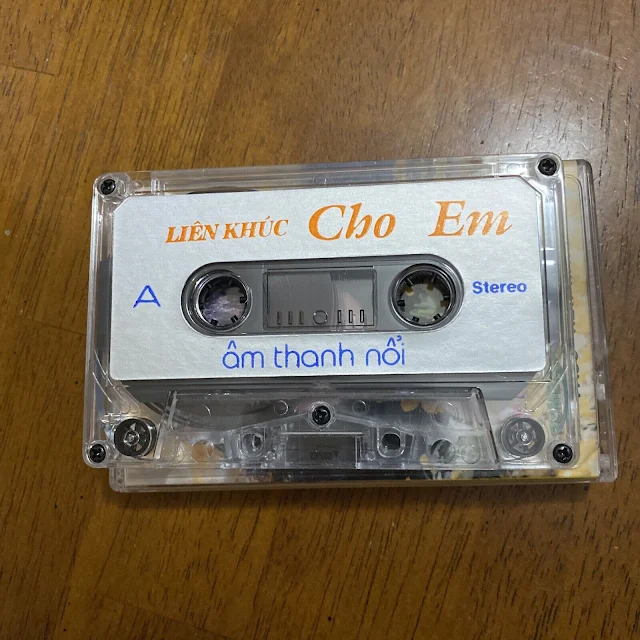 LIÊN KHÚC Cho Em
A
Stereo
âm thanh nổi